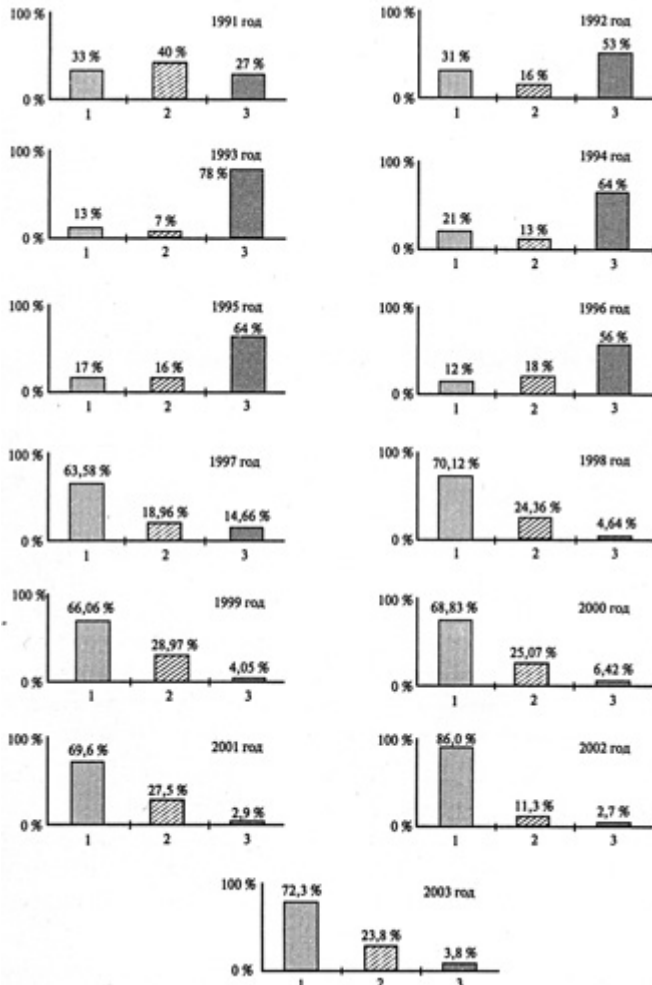 100 %
1991 год
33 %
40 %
27 %
0 %
1 2 3
100 %
1992 год
31 %
16 %
53 %
0 %
1 2 3
100 %
1993 год
13 %
7 %
78 %
0 %
1 2 3
100 %
1994 год
21 %
13 %
64 %
0 %
1 2 3
100 %
1995 год
17 %
16 %
64 %
0 %
1 2 3
100 %
1996 год
12 %
18 %
56 %
0 %
1 2 3
100 %
1997 год
63,58 %
18,96 %
14,66 %
0 %
1 2 3
100 %
1998 год
70,12 %
24,36 %
4,64 %
0 %
1 2 3
100 %
1999 год
66,06 %
28,97 %
4,05 %
0 %
1 2 3
100 %
2000 год
68,83 %
25,07 %
6,42 %
0 %
1 2 3
100 %
2001 год
69,6 %
27,5 %
2,9 %
0 %
1 2 3
100 %
2002 год
86,0 %
11,3 %
2,7 %
0 %
1 2 3
100 %
2003 год
72,3 %
23,8 %
3,8 %
0 %
1 2 3